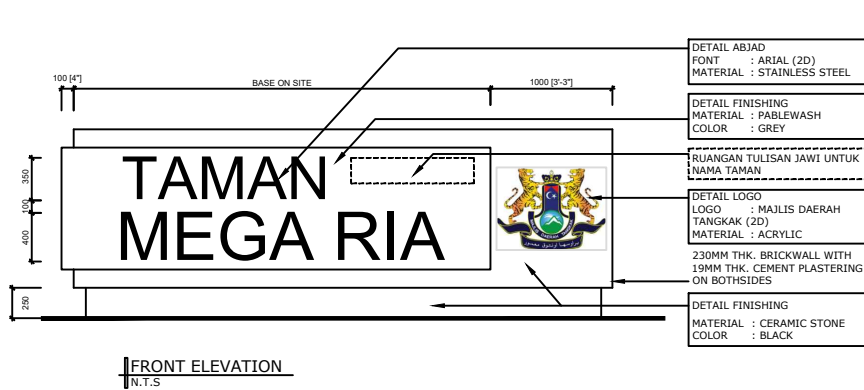 DETAIL ABJAD
FONT : ARIAL (2D)
MATERIAL : STAINLESS STEEL
100 [4"]
BASE ON SITE
1000 [3'-3"]
DETAIL FINISHING
MATERIAL : PABLEWASH
COLOR : GREY
RUANGAN TULISAN JAWI UNTUK
NAMA TAMAN
TAMAN
MEGA RIA
350
100
400
250
DETAIL LOGO
LOGO : MAJLIS DAERAH
TANGKAK (2D)
MATERIAL : ACRYLIC
230MM THK. BRICKWALL WITH
19MM THK. CEMENT PLASTERING
ON BOTHSIDES
DETAIL FINISHING
MATERIAL : CERAMIC STONE
COLOR : BLACK
FRONT ELEVATION
N.T.S